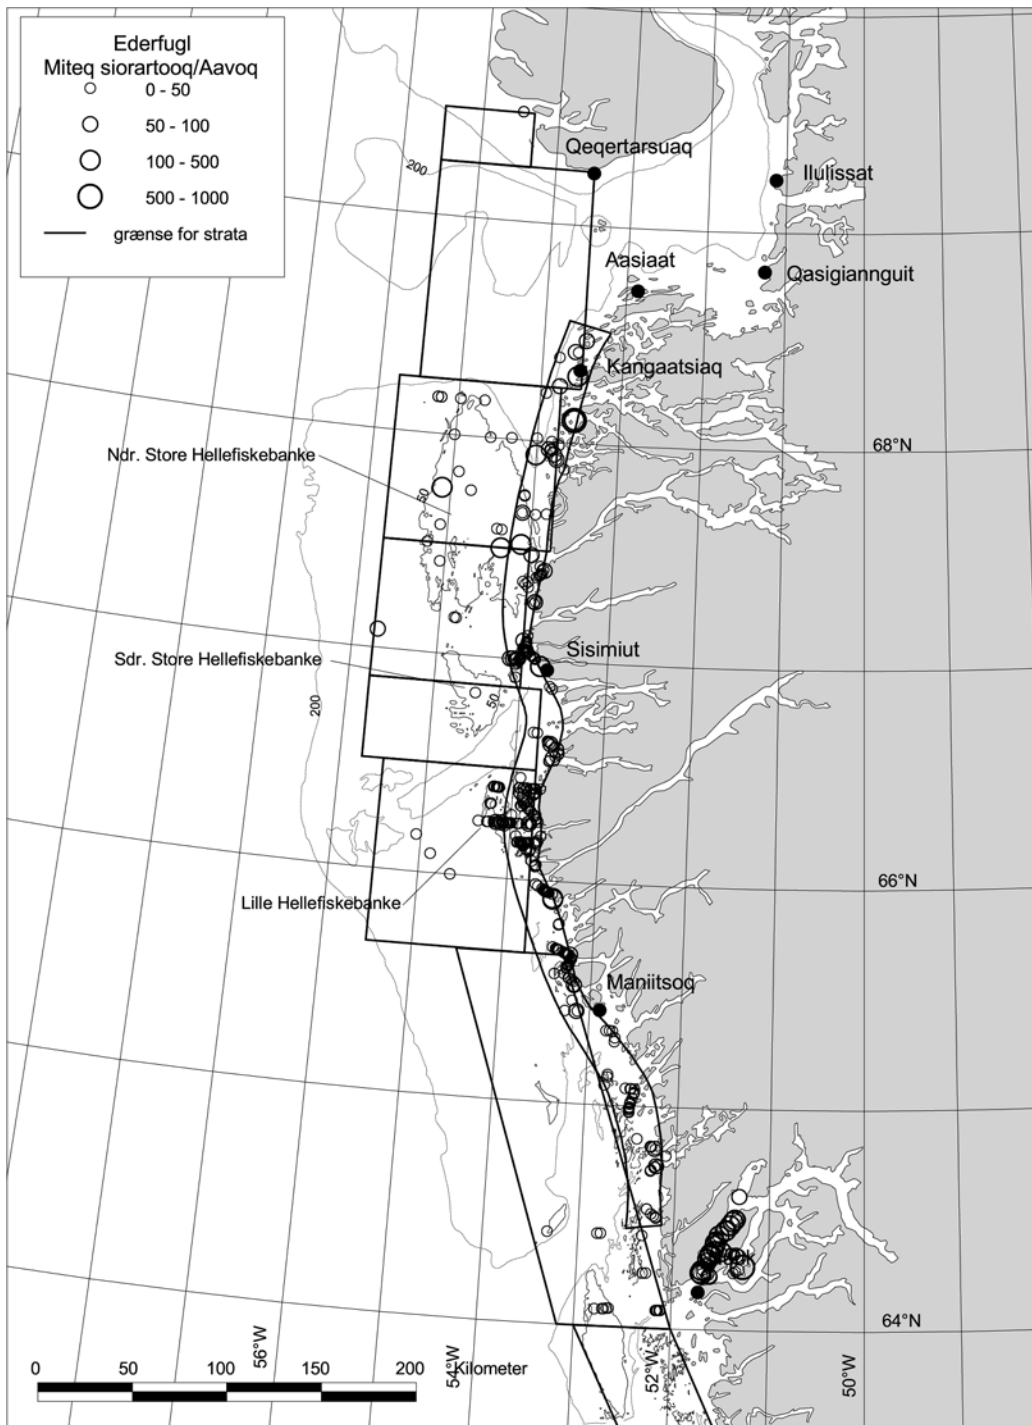 Ederfugl
Miteq siorartooq/Aavoq
0 - 50
50 - 100
100 - 500
500 - 1000
grænse for strata
200
Qeqertarsuaq
Ilulissat
50
Aasiaat
Qasigiannguit
Kangaatsiaq
68°N
Ndr. Store Hellefiskebanke
50
Sisimiut
Sdr. Store Hellefiskebanke
50
200
66°N
Lille Hellefiskebanke
Maniitsoq
64°N
56°W
54°W
52°W
50°W
0
50
100
150
200
Kilometer